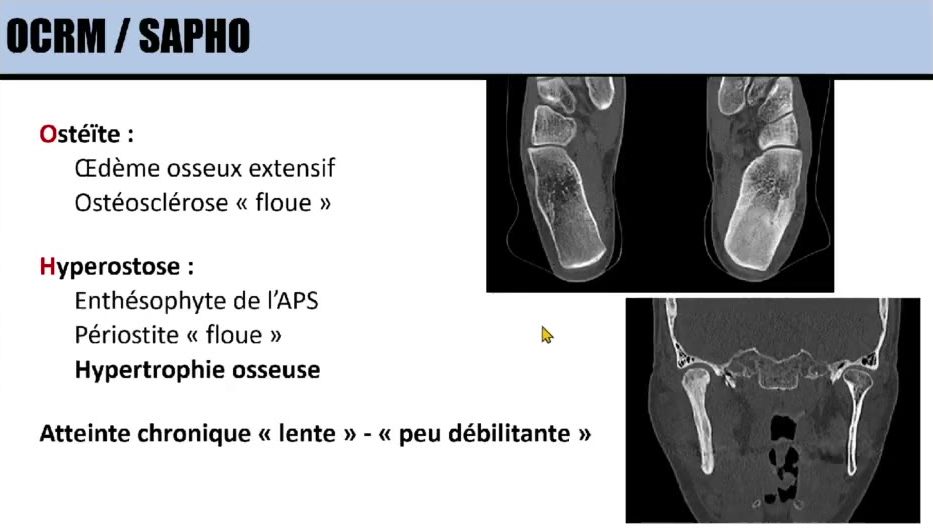 OCRM / SAPHO
Ostéïte :
Œdème osseux extensif
Ostéosclérose « floue »
Hyperostose :
Enthésophyte de l’APS
Périostite « floue »
Hypertrophie osseuse
Atteinte chronique « lente » - « peu débilitante »